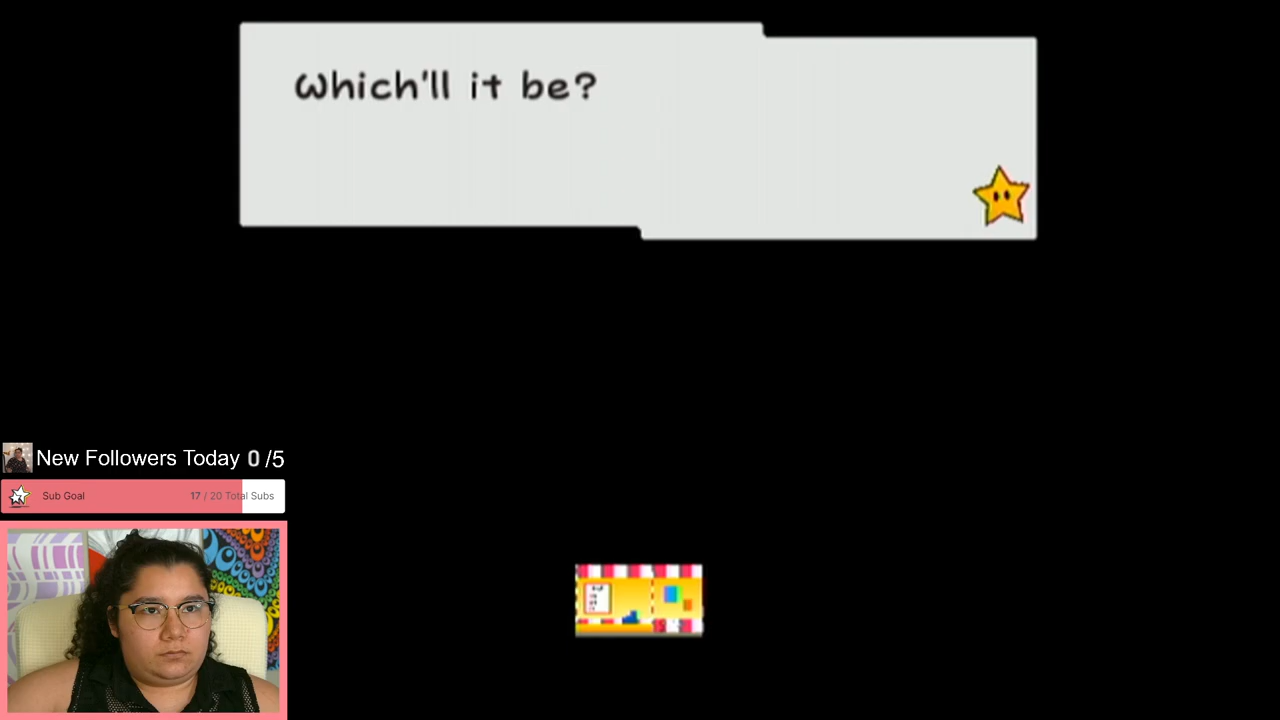 Which'll it be?
New Followers Today 0 /5
Sub Goal
17 / 20 Total Subs